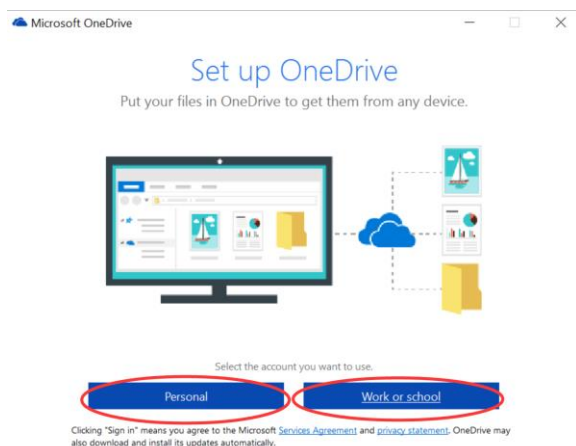 Microsoft OneDrive
Set up OneDrive
Put your files in OneDrive to get them from any device.
Select the account you want to use.
Personal
Work or school
Clicking "Sign in" means you agree to the Microsoft Services Agreement and privacy statement. OneDrive may
also download and install its updates automatically.